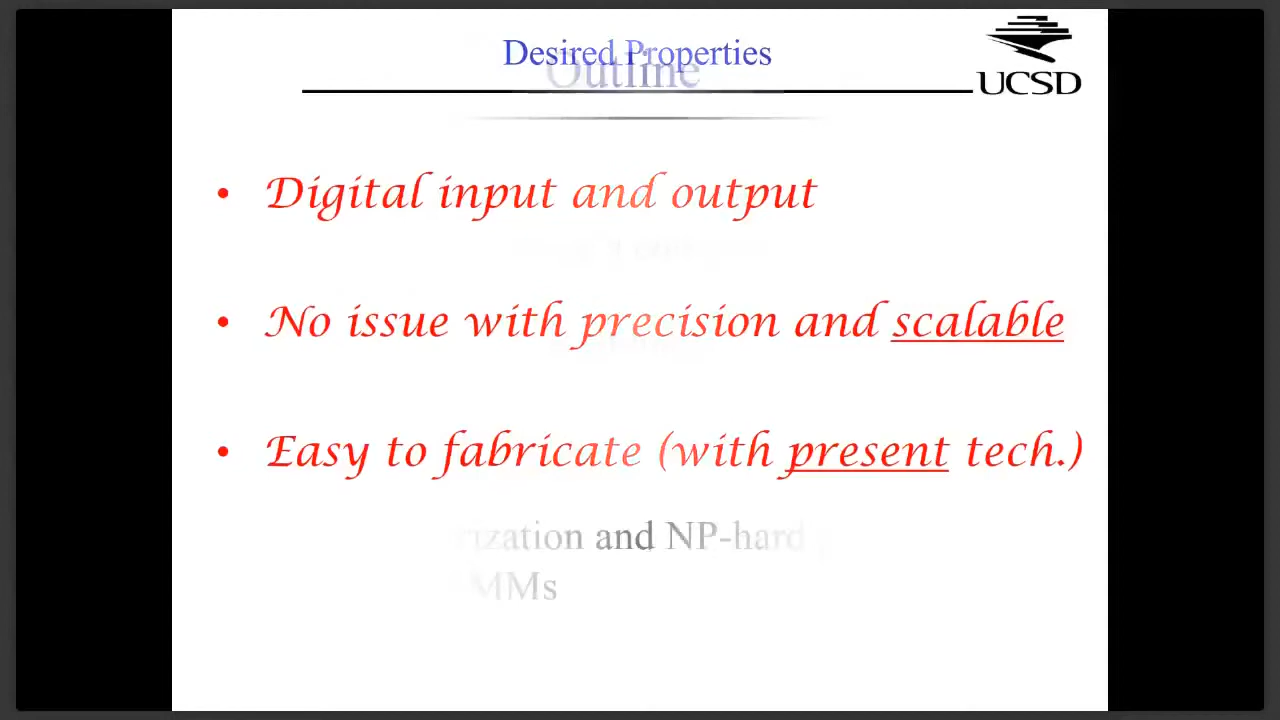 Desired Properties
Outline
UCSD
• Digital input and output
• No issue with precision and scalable
• Easy to fabricate (with present tech.)
and NP-hard
MMs